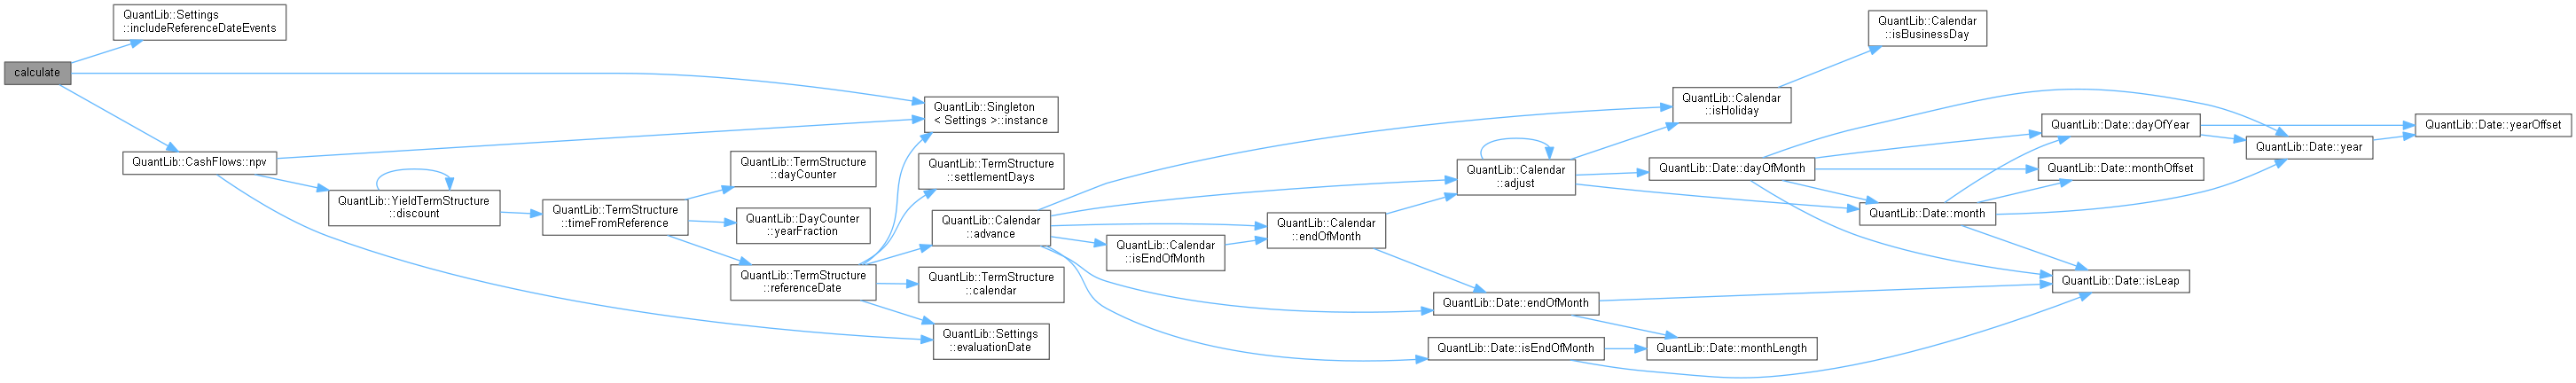 calculate
QuantLib::Settings
::includeReferenceDateEvents
QuantLib::CashFlows::npv
QuantLib::YieldTermStructure
::discount
QuantLib::TermStructure
::timeFromReference
QuantLib::TermStructure
::dayCounter
QuantLib::DayCounter
::yearFraction
QuantLib::TermStructure
::referenceDate
QuantLib::Singleton
< Settings >::instance
QuantLib::TermStructure
::settlementDays
QuantLib::Calendar
::advance
QuantLib::TermStructure
::calendar
QuantLib::Settings
::evaluationDate
QuantLib::Calendar
::isEndOfMonth
QuantLib::Calendar
::endOfMonth
QuantLib::Calendar
::adjust
QuantLib::Date::endOfMonth
QuantLib::Date::isEndOfMonth
QuantLib::Calendar
::isHoliday
QuantLib::Date::dayOfMonth
QuantLib::Date::monthLength
QuantLib::Calendar
::isBusinessDay
QuantLib::Date::month
QuantLib::Date::dayOfYear
QuantLib::Date::monthOffset
QuantLib::Date::isLeap
QuantLib::Date::year
QuantLib::Date::yearOffset